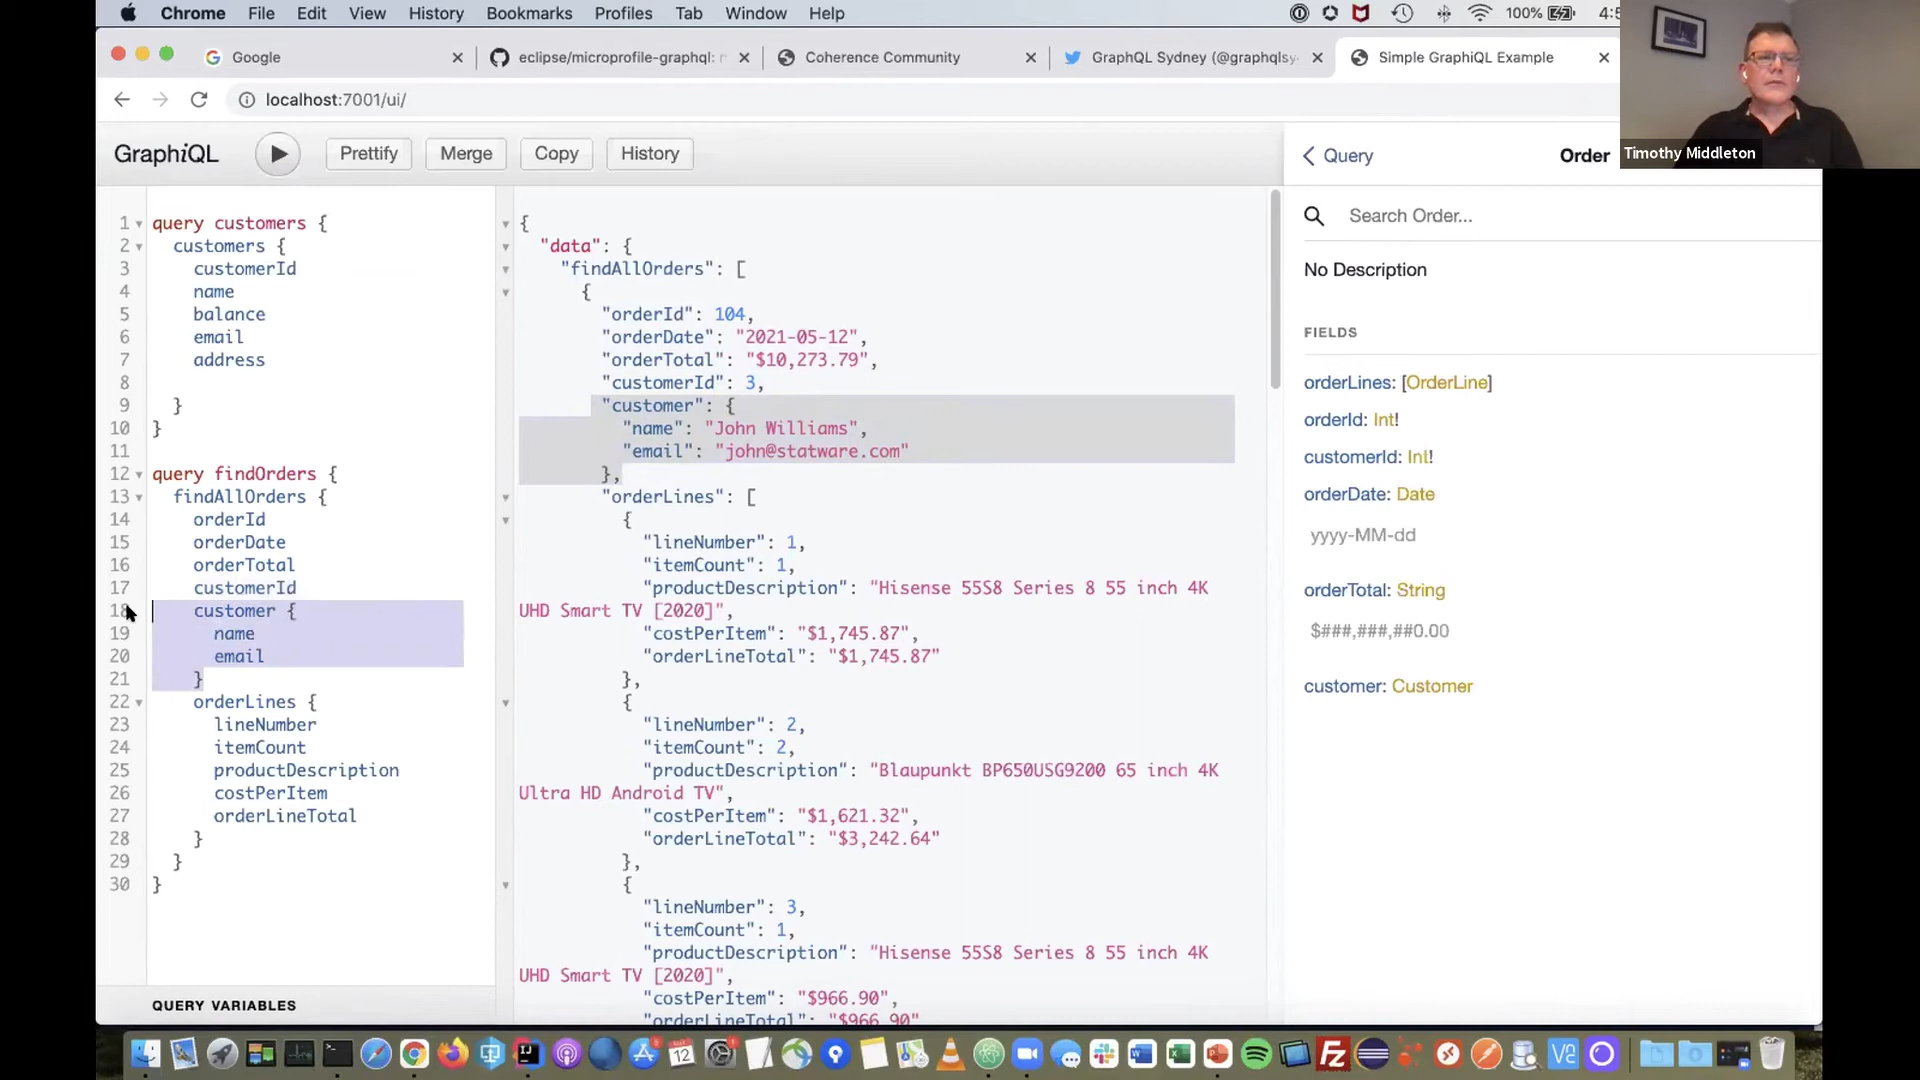 Chrome File Edit View History Bookmarks Profiles Tab Window Help 100% 4:5
Google eclipse/microprofile-graphql: Coherence Community GraphQL Sydney (@graphqlsy Simple GraphiQL Example
localhost:7001/ui/
GraphiQL Prettify Merge Copy History
< Query Order
Timothy Middleton
1 query customers {
2 customers {
3 customerId
4 name
5 balance
6 email
7 address
8
9 }
10 }
11
12 query findOrders {
13 findAllOrders {
14 orderId
15 orderDate
16 orderTotal
17 customerId
18 customer {
19 name
20 email
21 }
22 orderLines {
23 lineNumber
24 itemCount
25 productDescription
26 costPerItem
27 orderLineTotal
28 }
29 }
30 }
QUERY VARIABLES
{
"data": {
"findAllOrders": [
{
"orderId": 104,
"orderDate": "2021-05-12",
"orderTotal": "$10,273.79",
"customerId": 3,
"customer": {
"name": "John Williams",
"email": "john@statware.com"
},
"orderLines": [
{
"lineNumber": 1,
"itemCount": 1,
"productDescription": "Hisense 55S8 Series 8 55 inch 4K
UHD Smart TV [2020]",
"costPerItem": "$1,745.87",
"orderLineTotal": "$1,745.87"
},
{
"lineNumber": 2,
"itemCount": 2,
"productDescription": "Blaupunkt BP650USG9200 65 inch 4K
Ultra HD Android TV",
"costPerItem": "$1,621.32",
"orderLineTotal": "$3,242.64"
},
{
"lineNumber": 3,
"itemCount": 1,
"productDescription": "Hisense 55S8 Series 8 55 inch 4K
UHD Smart TV [2020]",
"costPerItem": "$966.90",
"orderLineTotal": "$966.90"
Search Order...
No Description
FIELDS
orderLines: [OrderLine]
orderId: Int!
customerId: Int!
orderDate: Date
yyyy-MM-dd
orderTotal: String
$###,###,##0.00
customer: Customer
12